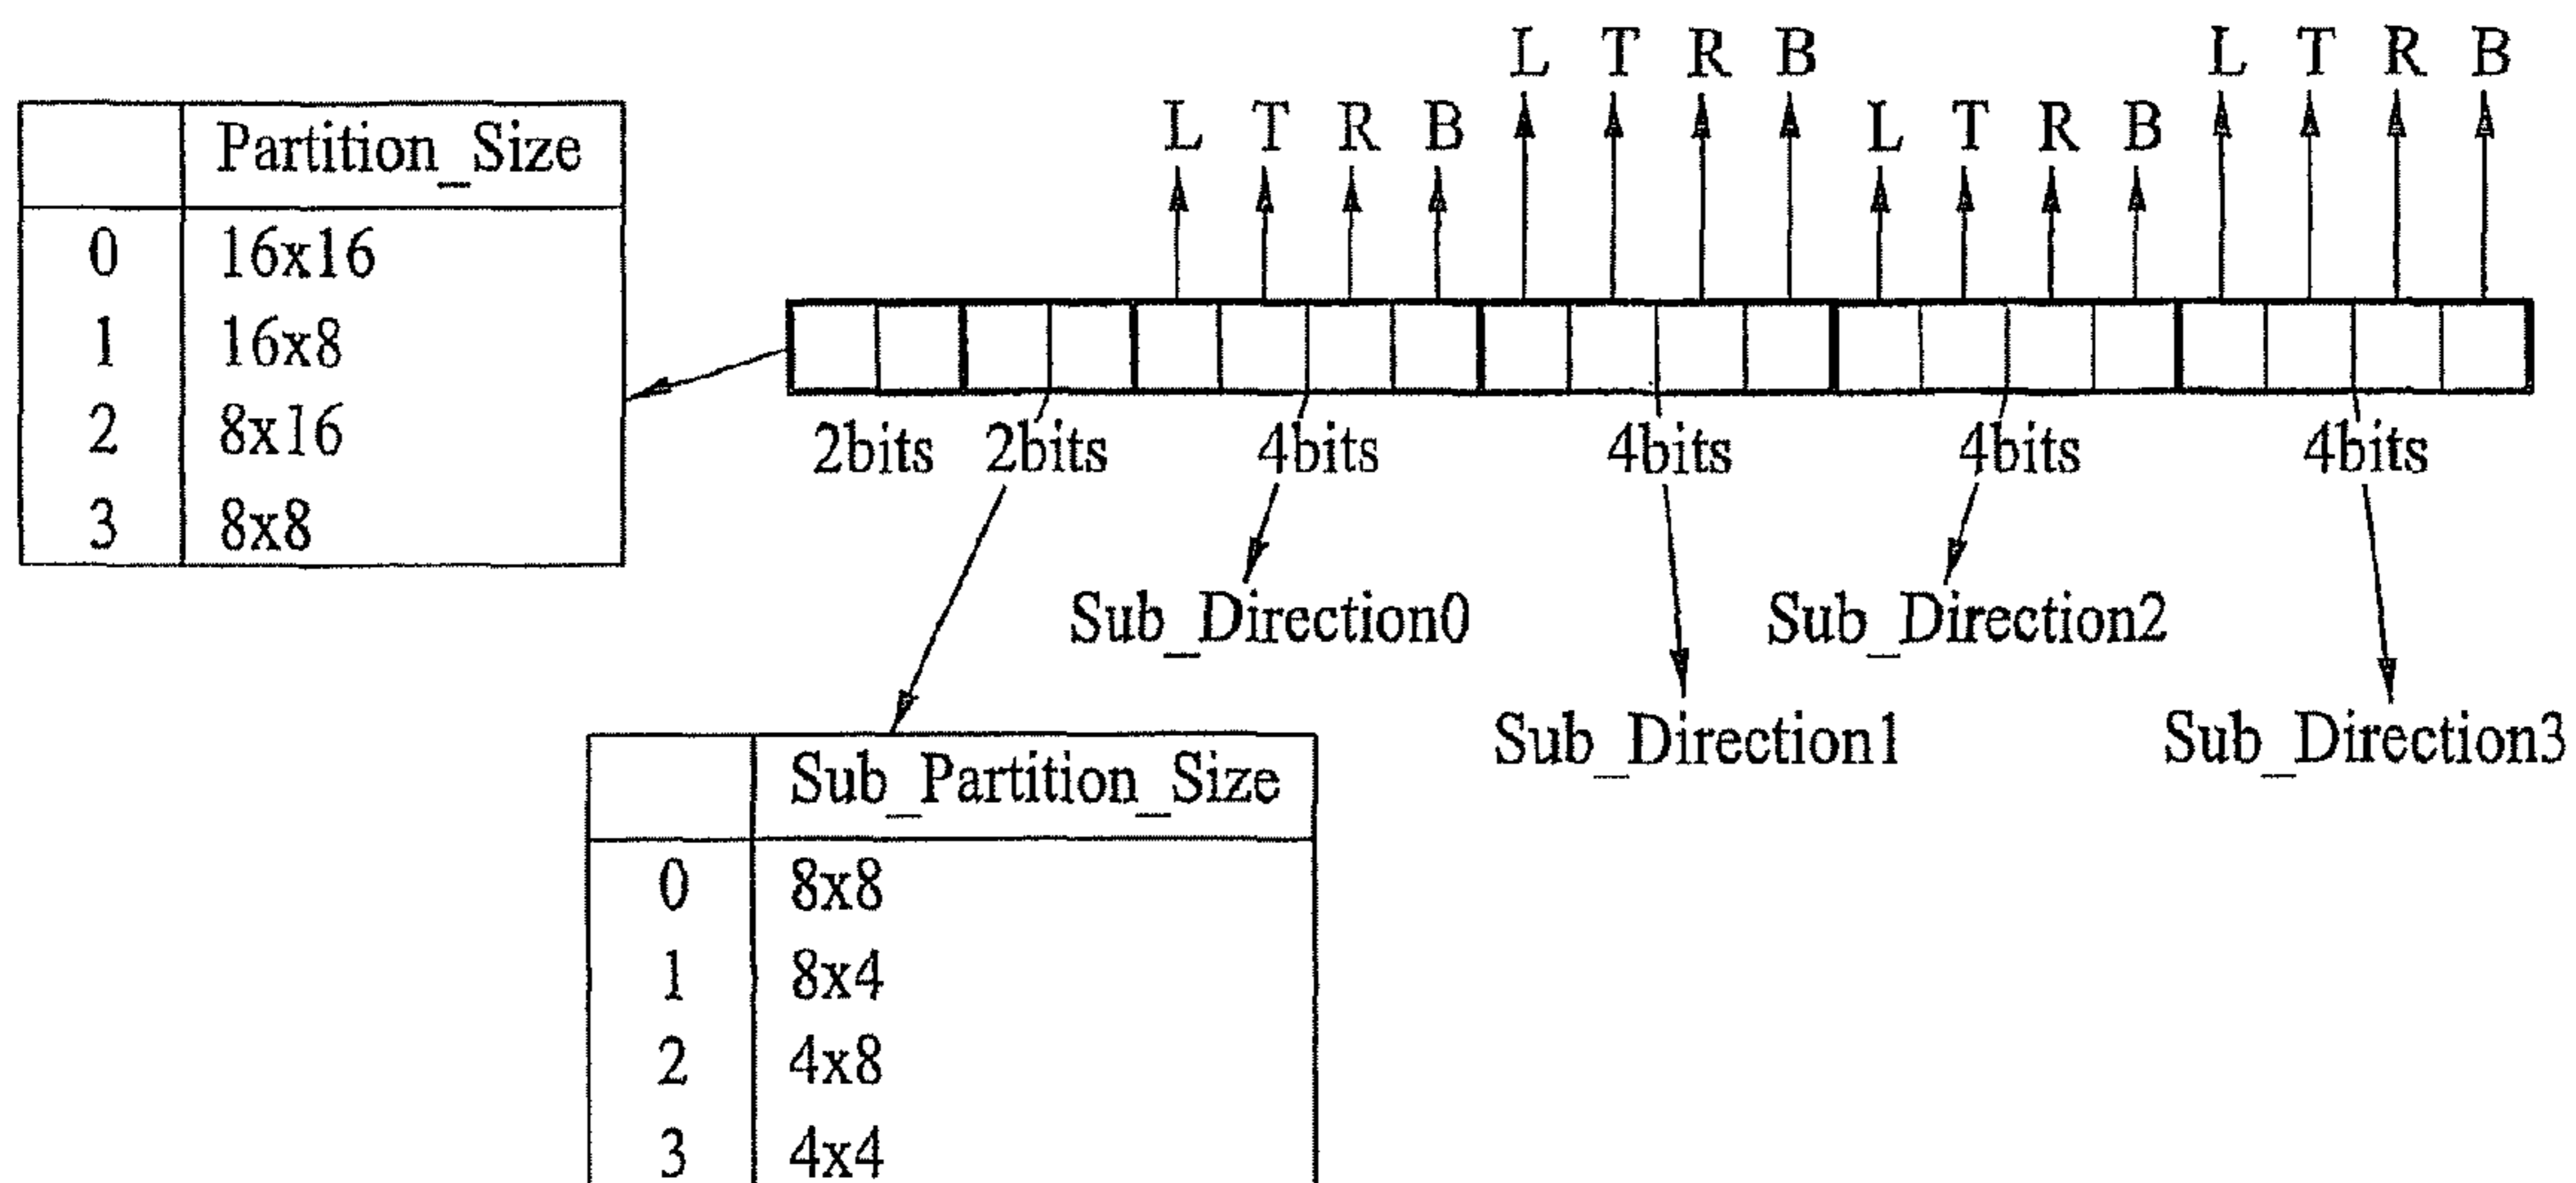 L T R B
L T R B
L T R B
L T R B
Partition_Size
0 16x16
1 16x8
2 8x16
3 8x8
2bits 2bits 4bits 4bits 4bits 4bits
Sub_Direction0
Sub_Direction2
Sub_Direction1
Sub_Direction3
Sub_Partition_Size
0 8x8
1 8x4
2 4x8
3 4x4